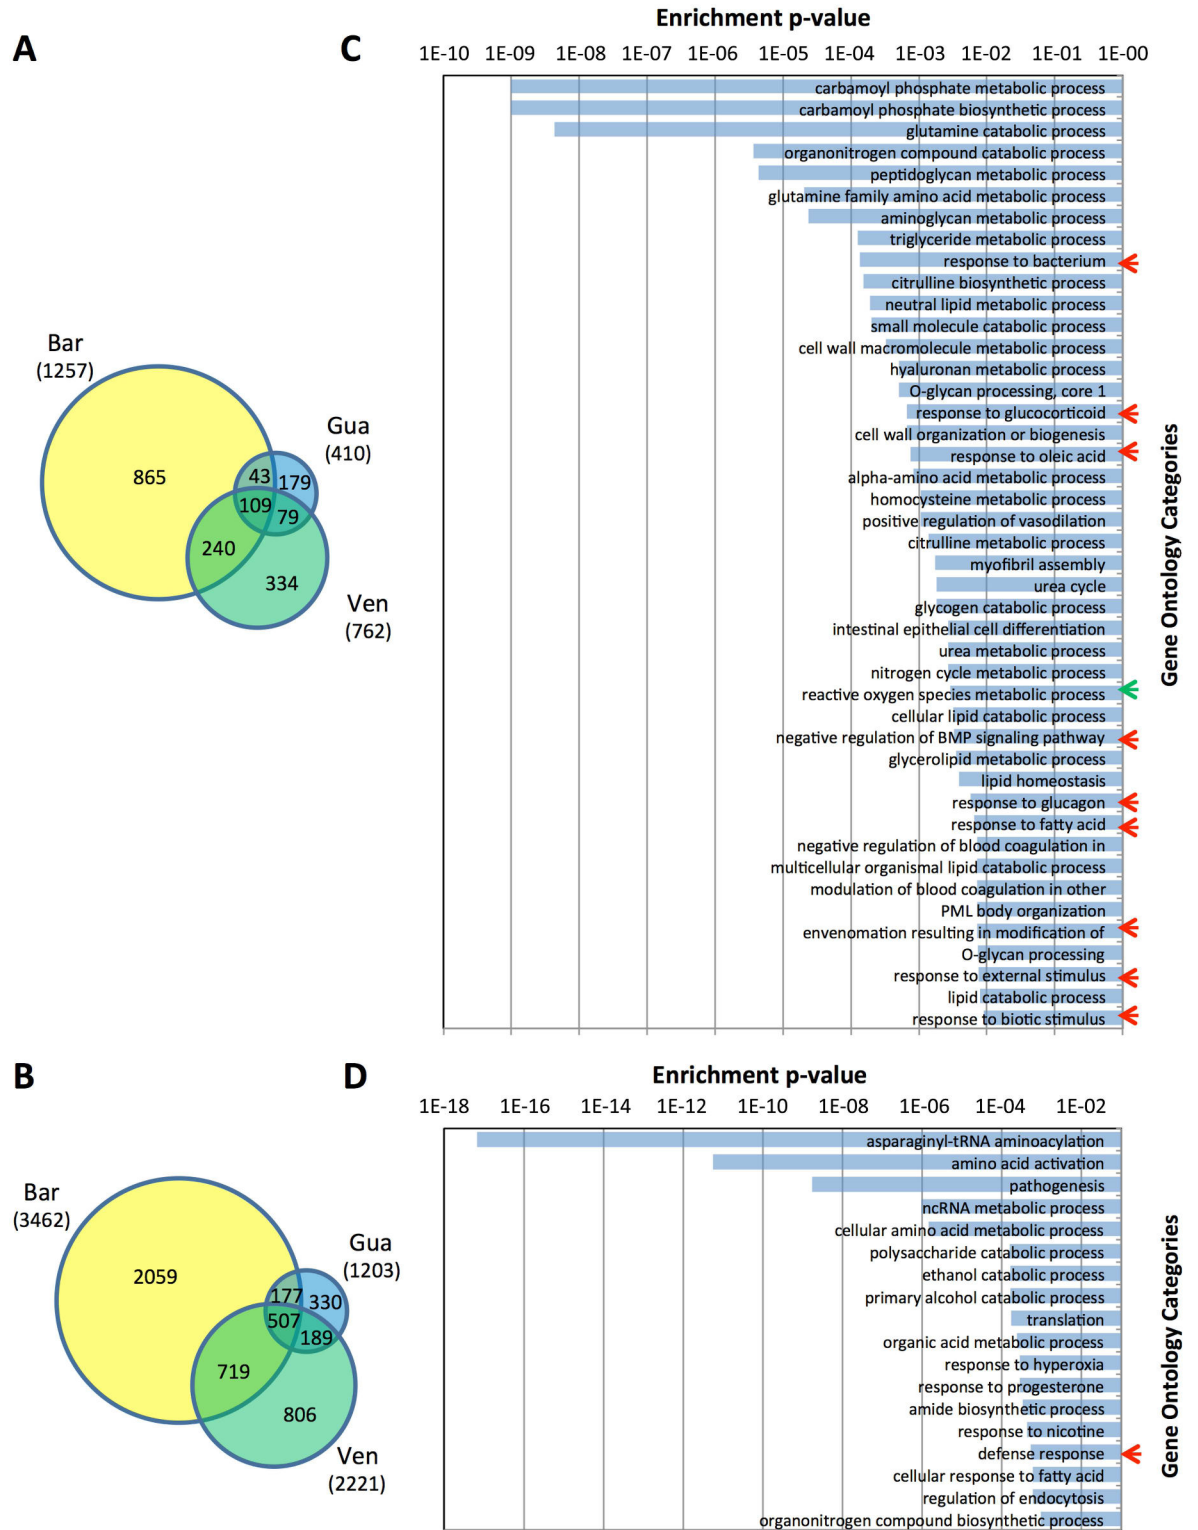 A
Bar
(1257)
Gua
(410)
865
43
179
109
79
240
334
Ven
(762)
C
Enrichment p-value
1E-10 1E-09 1E-08 1E-07 1E-06 1E-05 1E-04 1E-03 1E-02 1E-01 1E-00
carbamoyl phosphate metabolic process
carbamoyl phosphate biosynthetic process
glutamine catabolic process
organonitrogen compound catabolic process
peptidoglycan metabolic process
glutamine family amino acid metabolic process
aminoglycan metabolic process
triglyceride metabolic process
response to bacterium
citrulline biosynthetic process
neutral lipid metabolic process
small molecule catabolic process
cell wall macromolecule metabolic process
hyaluronan metabolic process
O-glycan processing, core 1
response to glucocorticoid
cell wall organization or biogenesis
response to oleic acid
alpha-amino acid metabolic process
homocysteine metabolic process
positive regulation of vasodilation
citrulline metabolic process
myofibril assembly
urea cycle
glycogen catabolic process
intestinal epithelial cell differentiation
urea metabolic process
nitrogen cycle metabolic process
reactive oxygen species metabolic process
cellular lipid catabolic process
negative regulation of BMP signaling pathway
glycerolipid metabolic process
lipid homeostasis
response to glucagon
response to fatty acid
negative regulation of blood coagulation in
multicellular organismal lipid catabolic process
modulation of blood coagulation in other
PML body organization
envenomation resulting in modification of
O-glycan processing
response to external stimulus
lipid catabolic process
response to biotic stimulus
Gene Ontology Categories
B
Bar
(3462)
Gua
(1203)
2059
177
330
507
189
719
806
Ven
(2221)
D
Enrichment p-value
1E-18 1E-16 1E-14 1E-12 1E-10 1E-08 1E-06 1E-04 1E-02
asparaginyl-tRNA aminoacylation
amino acid activation
pathogenesis
ncRNA metabolic process
cellular amino acid metabolic process
polysaccharide catabolic process
ethanol catabolic process
primary alcohol catabolic process
translation
organic acid metabolic process
response to hyperoxia
response to progesterone
amide biosynthetic process
response to nicotine
defense response
cellular response to fatty acid
regulation of endocytosis
organonitrogen compound biosynthetic process
Gene Ontology Categories